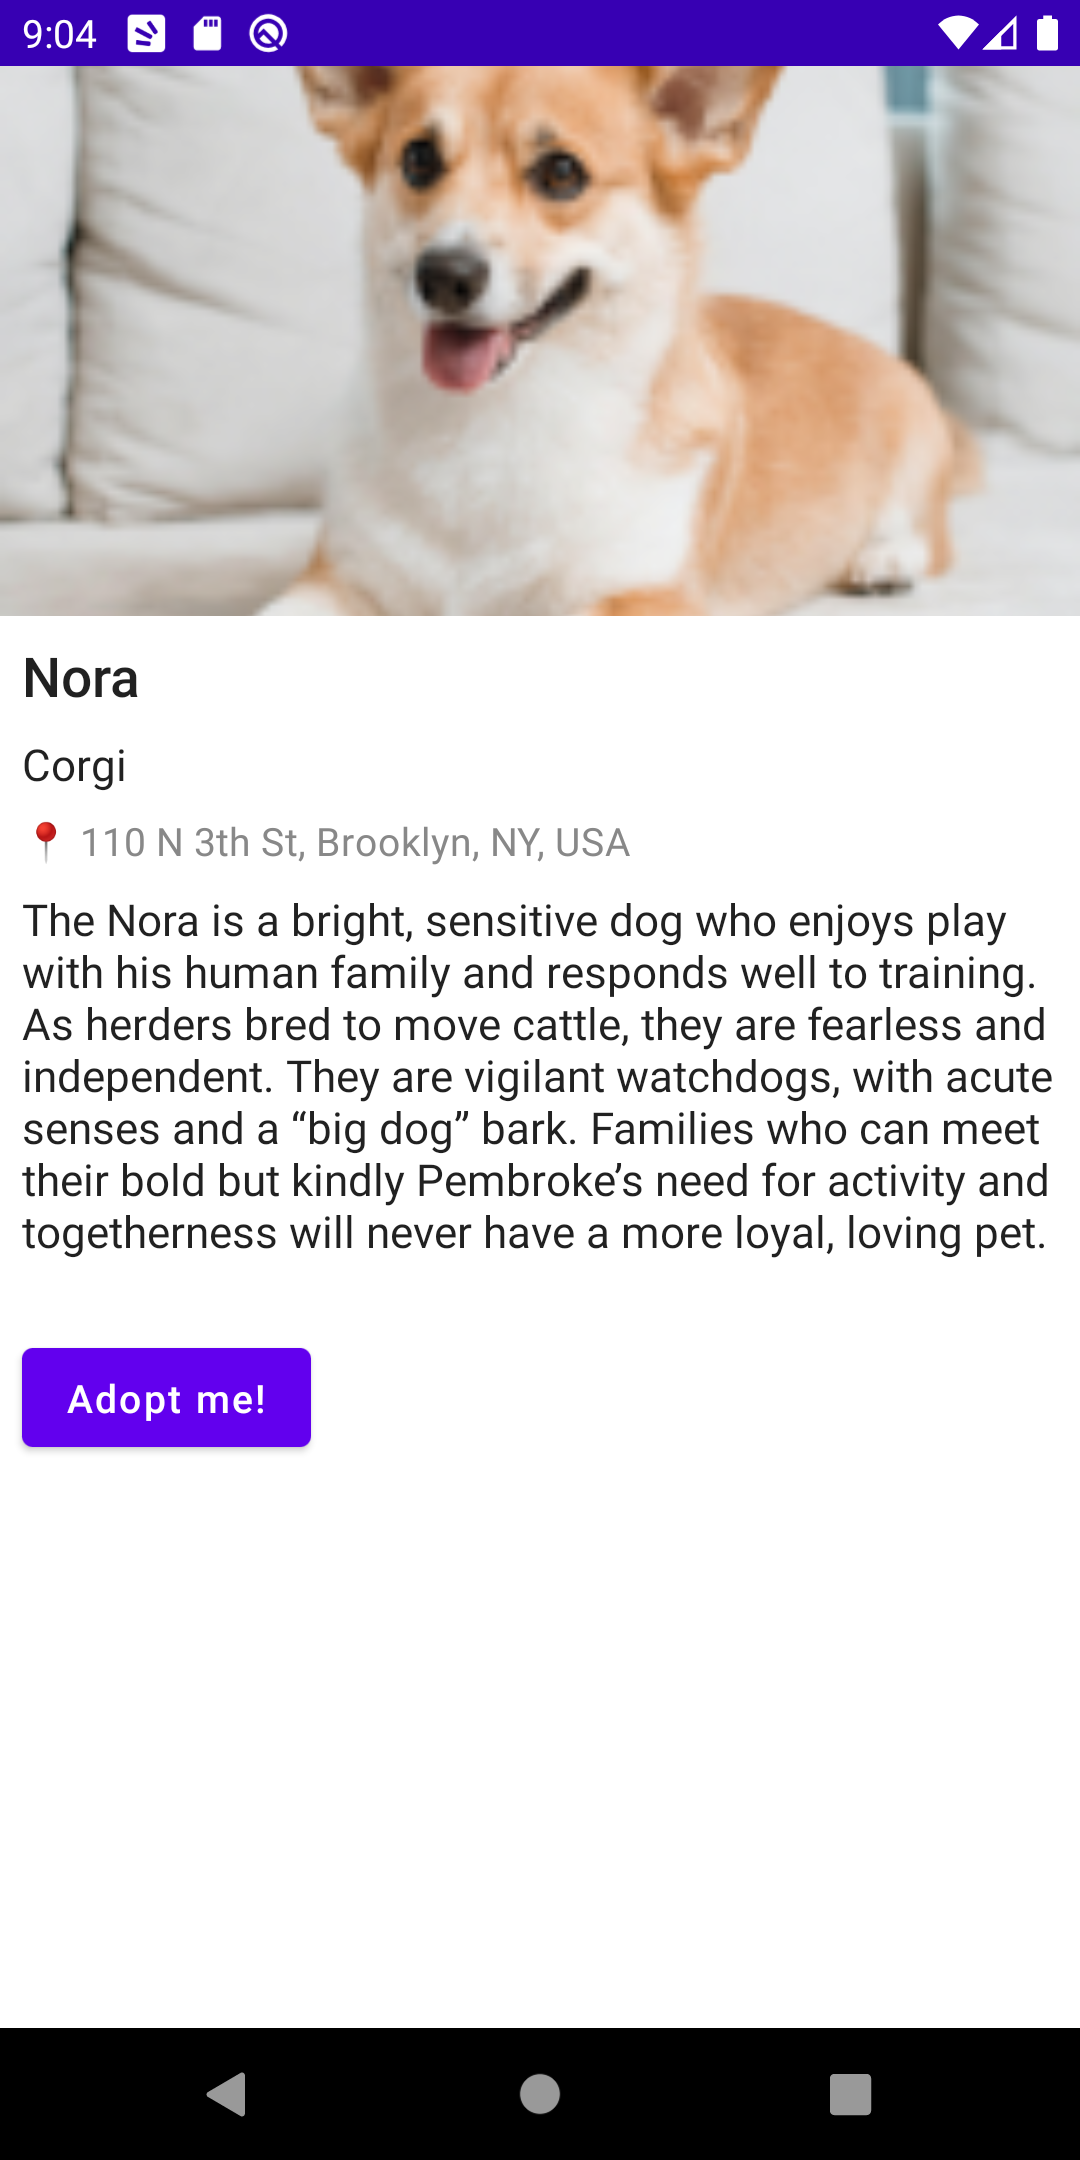 9:04
Nora
Corgi
📍 110 N 3th St, Brooklyn, NY, USA
The Nora is a bright, sensitive dog who enjoys play
with his human family and responds well to training.
As herders bred to move cattle, they are fearless and
independent. They are vigilant watchdogs, with acute
senses and a “big dog” bark. Families who can meet
their bold but kindly Pembroke’s need for activity and
togetherness will never have a more loyal, loving pet.
Adopt me!